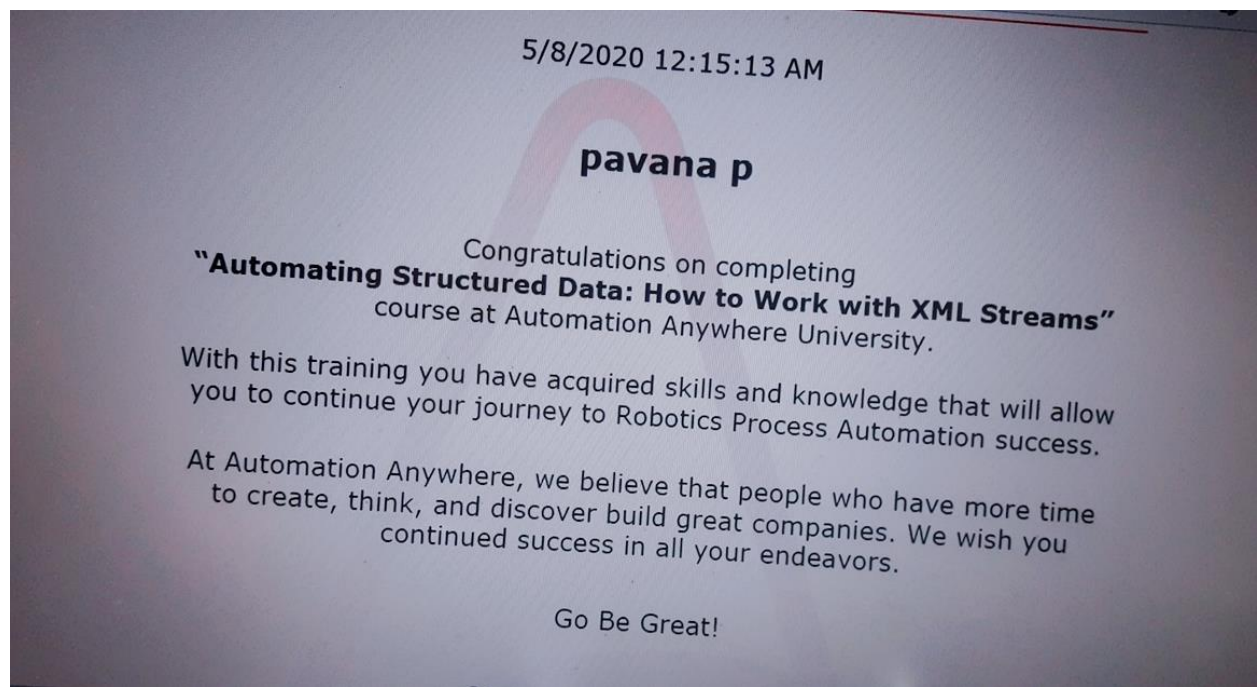 5/8/2020 12:15:13 AM
pavana p
Congratulations on completing
“Automating Structured Data: How to Work with XML Streams”
course at Automation Anywhere University.
With this training you have acquired skills and knowledge that will allow
you to continue your journey to Robotics Process Automation success.
At Automation Anywhere, we believe that people who have more time
to create, think, and discover build great companies. We wish you
continued success in all your endeavors.
Go Be Great!